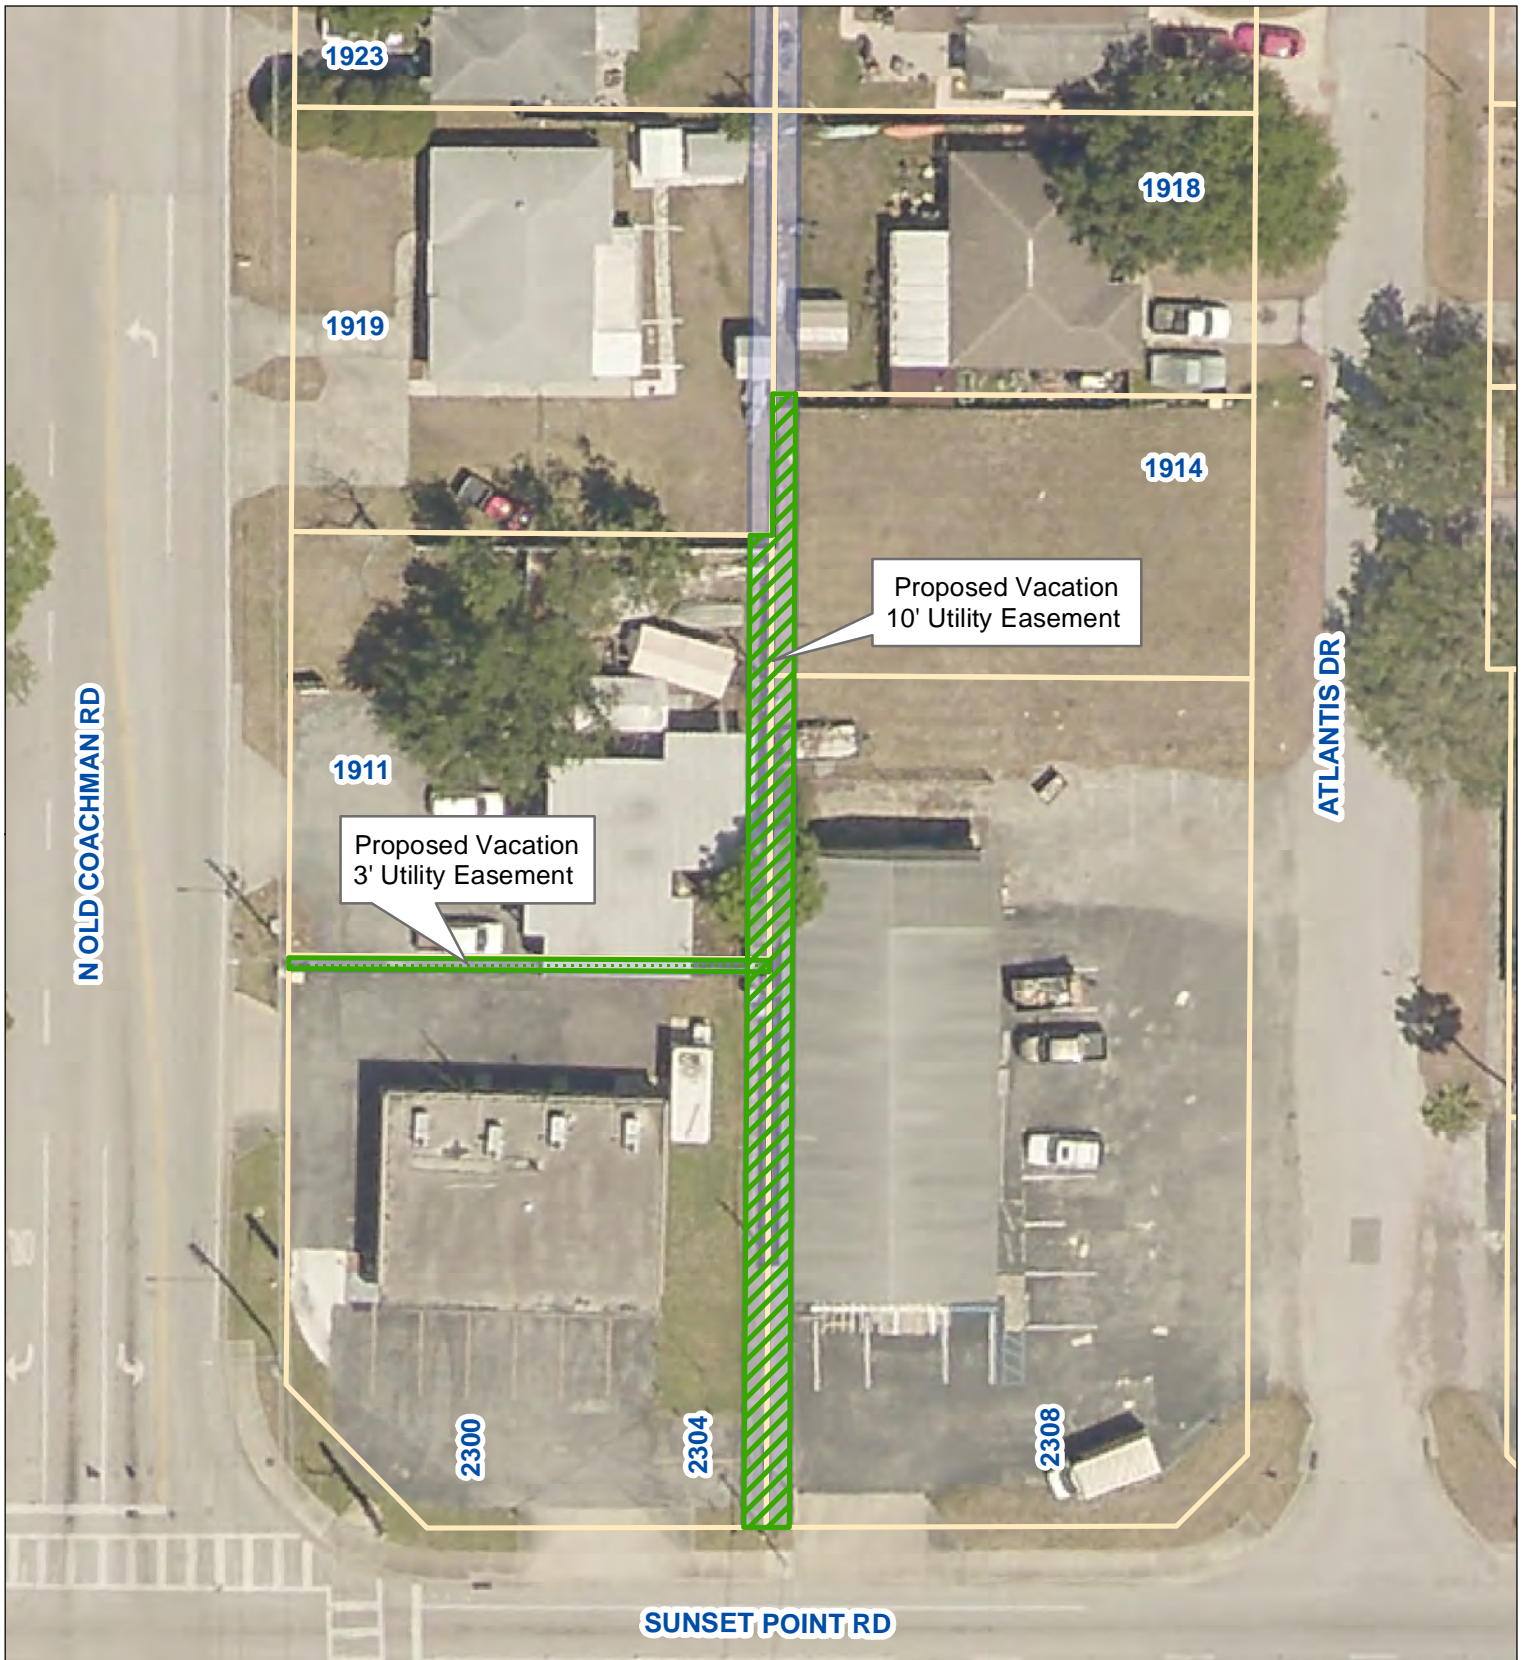 1923
1918
1919
1914
Proposed Vacation
10' Utility Easement
N OLD COACHMAN RD
ATLANTIS DR
1911
Proposed Vacation
3' Utility Easement
2300
2304
2308
SUNSET POINT RD